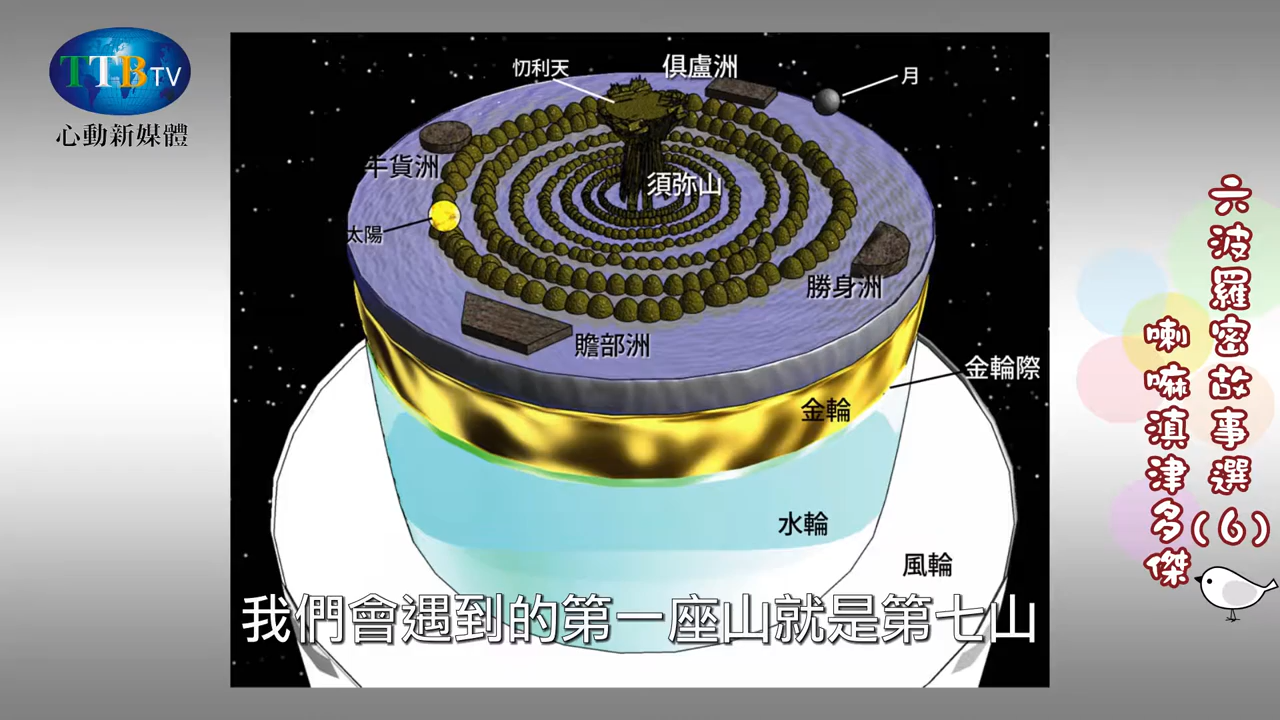 TTBTV
心動新媒體
忉利天
俱盧洲
月
牛貨洲
須弥山
太陽
勝身洲
贍部洲
金輪際
金輪
水輪
風輪
我們會遇到的第一座山就是第七山
六波羅密故事選(6)
喇嘛滇津多傑